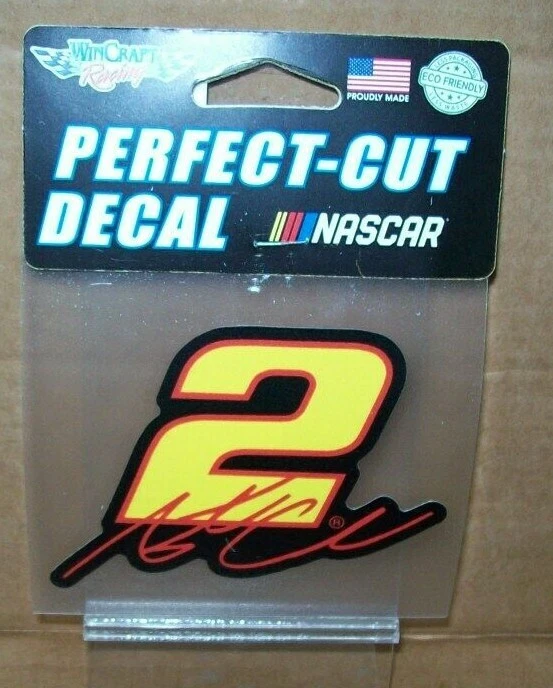 WINCRAFT
Racing
PROUDLY MADE
ECO FRIENDLY
PERFECT-CUT
DECAL
NASCAR
2
®